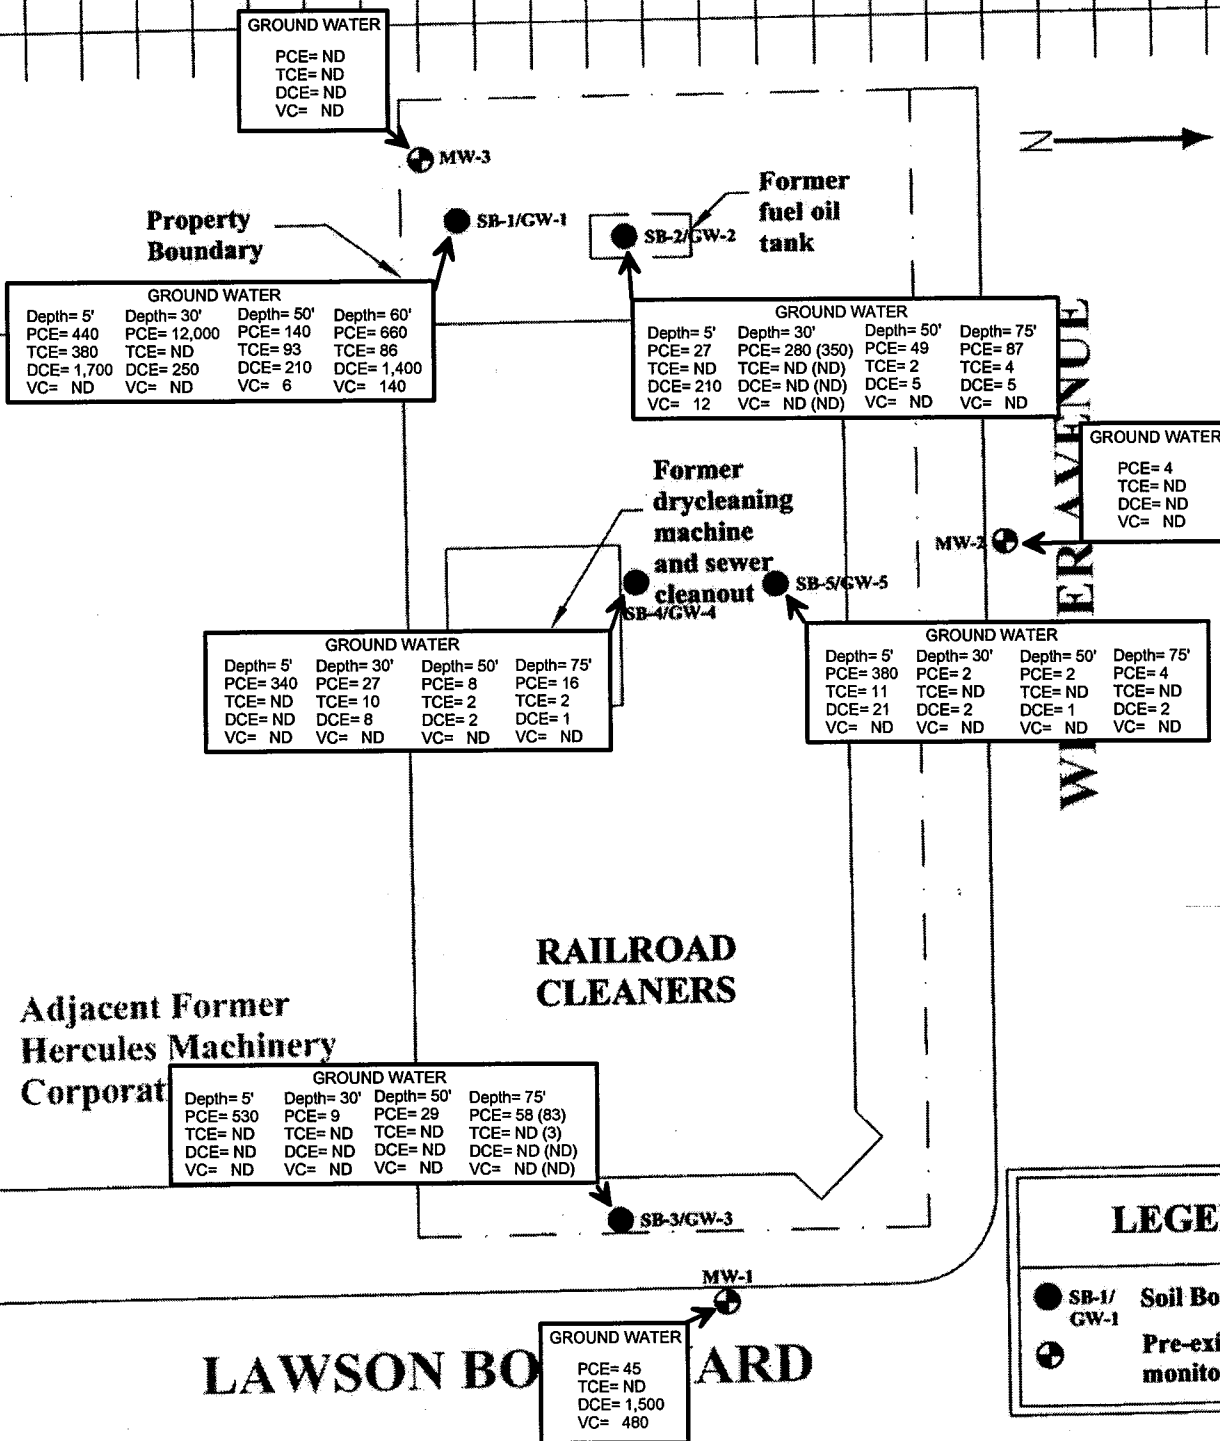 GROUND WATER
PCE= ND
TCE= ND
DCE= ND
VC= ND
MW-3
N
Former
fuel oil
tank
Property
Boundary
SB-1/GW-1
SB-2/GW-2
GROUND WATER
Depth= 5' Depth= 30' Depth= 50' Depth= 60'
PCE= 440 PCE= 12,000 PCE= 140 PCE= 660
TCE= 380 TCE= ND TCE= 93 TCE= 86
DCE= 1,700 DCE= 250 DCE= 210 DCE= 1,400
VC= ND VC= ND VC= 6 VC= 140
GROUND WATER
Depth= 5' Depth= 30' Depth= 50' Depth= 75'
PCE= 27 PCE= 280 (350) PCE= 49 PCE= 87
TCE= ND TCE= ND (ND) TCE= 2 TCE= 4
DCE= 210 DCE= ND (ND) DCE= 5 DCE= 5
VC= 12 VC= ND (ND) VC= ND VC= ND
AVENUE
GROUND WATER
PCE= 4
TCE= ND
DCE= ND
VC= ND
MW-2
Former
drycleaning
machine
and sewer
cleanout
SB-4/GW-4
SB-5/GW-5
GROUND WATER
Depth= 5' Depth= 30' Depth= 50' Depth= 75'
PCE= 340 PCE= 27 PCE= 8 PCE= 16
TCE= ND TCE= 10 TCE= 2 TCE= 2
DCE= ND DCE= 8 DCE= 2 DCE= 1
VC= ND VC= ND VC= ND VC= ND
GROUND WATER
Depth= 5' Depth= 30' Depth= 50' Depth= 75'
PCE= 380 PCE= 2 PCE= 2 PCE= 4
TCE= 11 TCE= ND TCE= ND TCE= ND
DCE= 21 DCE= 2 DCE= 1 DCE= 2
VC= ND VC= ND VC= ND VC= ND
RAILROAD
CLEANERS
Adjacent Former
Hercules Machinery
Corporat
GROUND WATER
Depth= 5' Depth= 30' Depth= 50' Depth= 75'
PCE= 530 PCE= 9 PCE= 29 PCE= 58 (83)
TCE= ND TCE= ND TCE= ND TCE= ND (3)
DCE= ND DCE= ND DCE= ND DCE= ND (ND)
VC= ND VC= ND VC= ND VC= ND (ND)
SB-3/GW-3
MW-1
GROUND WATER
PCE= 45
TCE= ND
DCE= 1,500
VC= 480
LAWSON BO ARD
LEGE
SB-1/
GW-1
Soil Bo
Pre-exi
monito